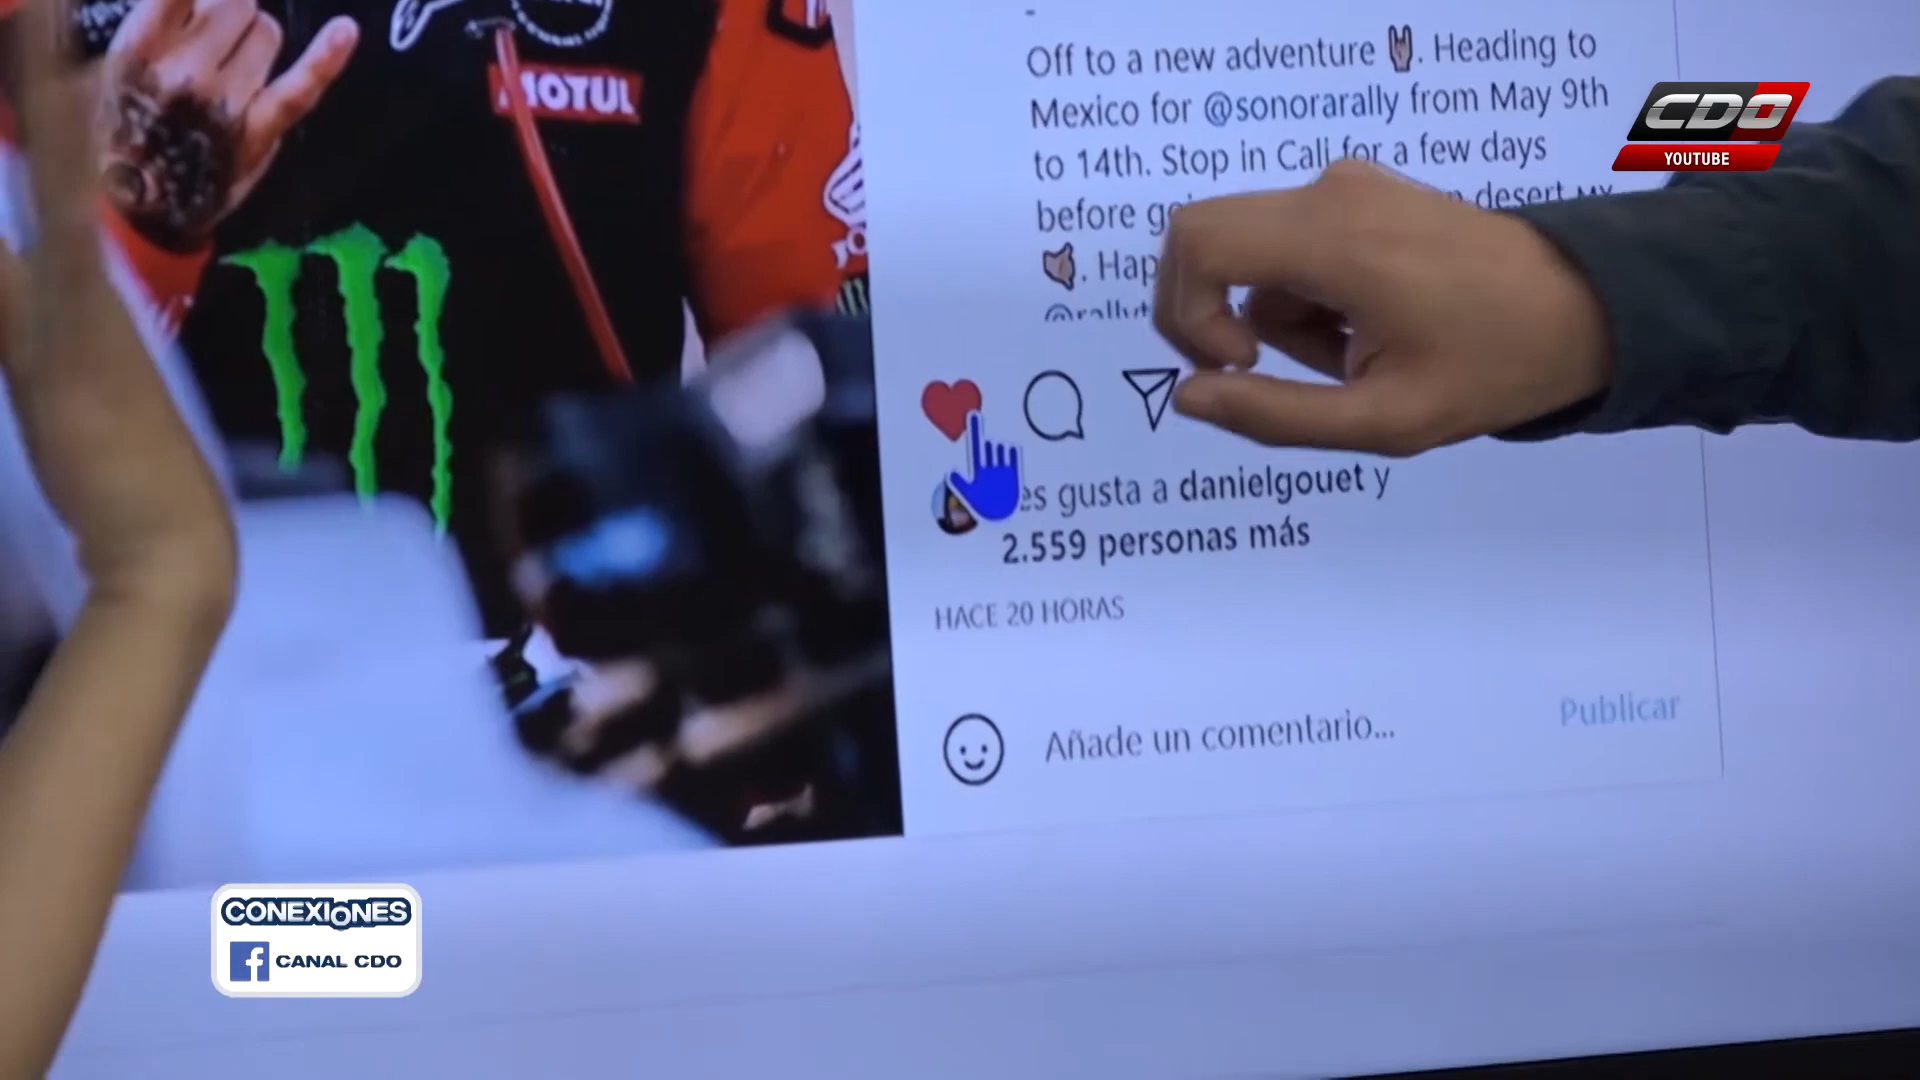 MOTUL
Off to a new adventure 🤘. Heading to
Mexico for @sonorarally from May 9th
to 14th. Stop in Cali for a few days
before desert
. Hap
CDO
YOUTUBE
es gusta a danielgouet y
2.559 personas más
HACE 20 HORAS
Añade un comentario...
Publicar
CONEXIONES
CANAL CDO